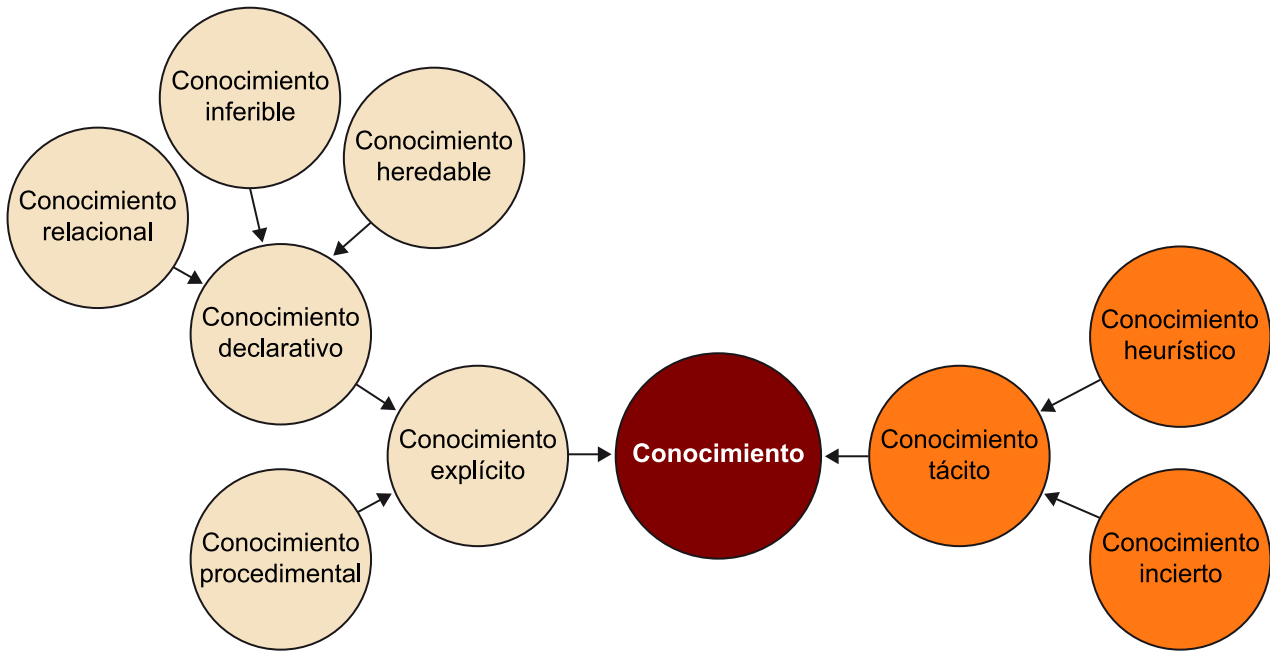 Conocimiento
inferible
Conocimiento
heredable
Conocimiento
relacional
Conocimiento
declarativo
Conocimiento
explícito
Conocimiento
procedimental
Conocimiento
Conocimiento
tácito
Conocimiento
heurístico
Conocimiento
incierto